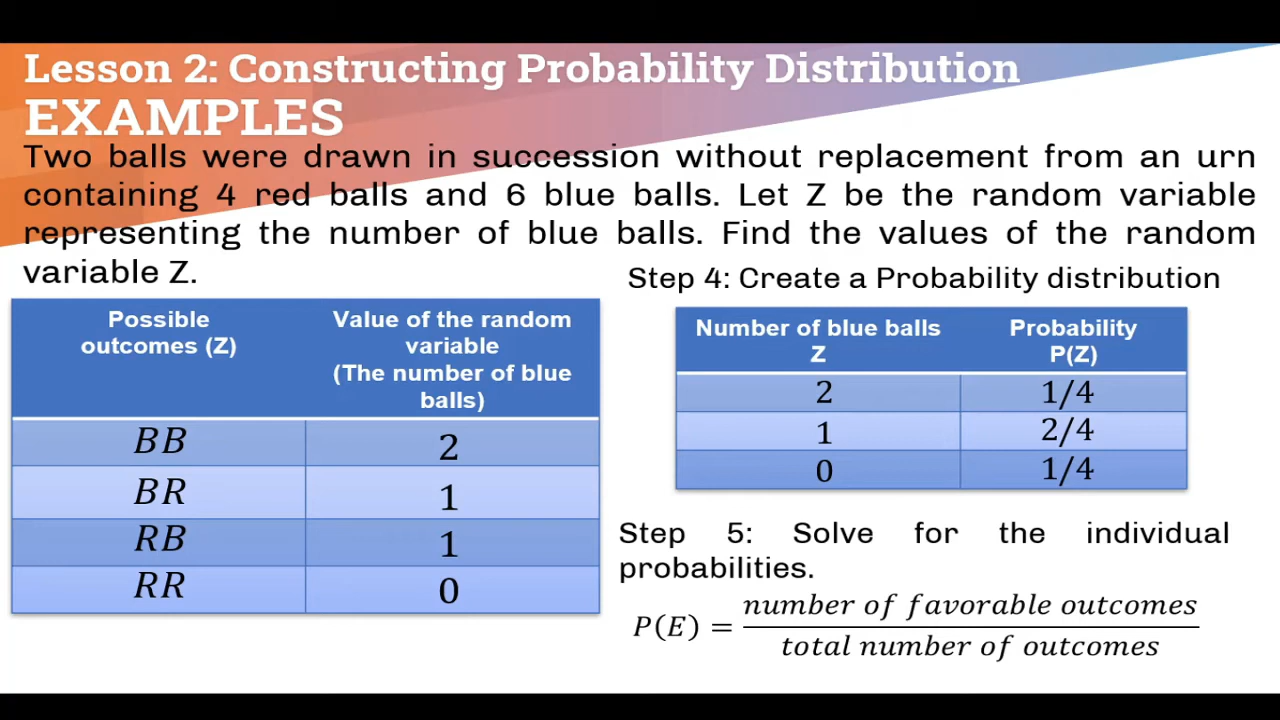 Lesson 2: Constructing Probability Distribution
EXAMPLES
Two balls were drawn in succession without replacement from an urn
containing 4 red balls and 6 blue balls. Let Z be the random variable
representing the number of blue balls. Find the values of the random
variable Z.
Possible
outcomes (Z)
Value of the random
variable
(The number of blue
balls)
BB 2
BR 1
RB 1
RR 0
Step 4: Create a Probability distribution
Number of blue balls
Z
Probability
P(Z)
2 1/4
1 2/4
0 1/4
Step 5: Solve for the individual
probabilities.
P(E) = number of favorable outcomes
total number of outcomes